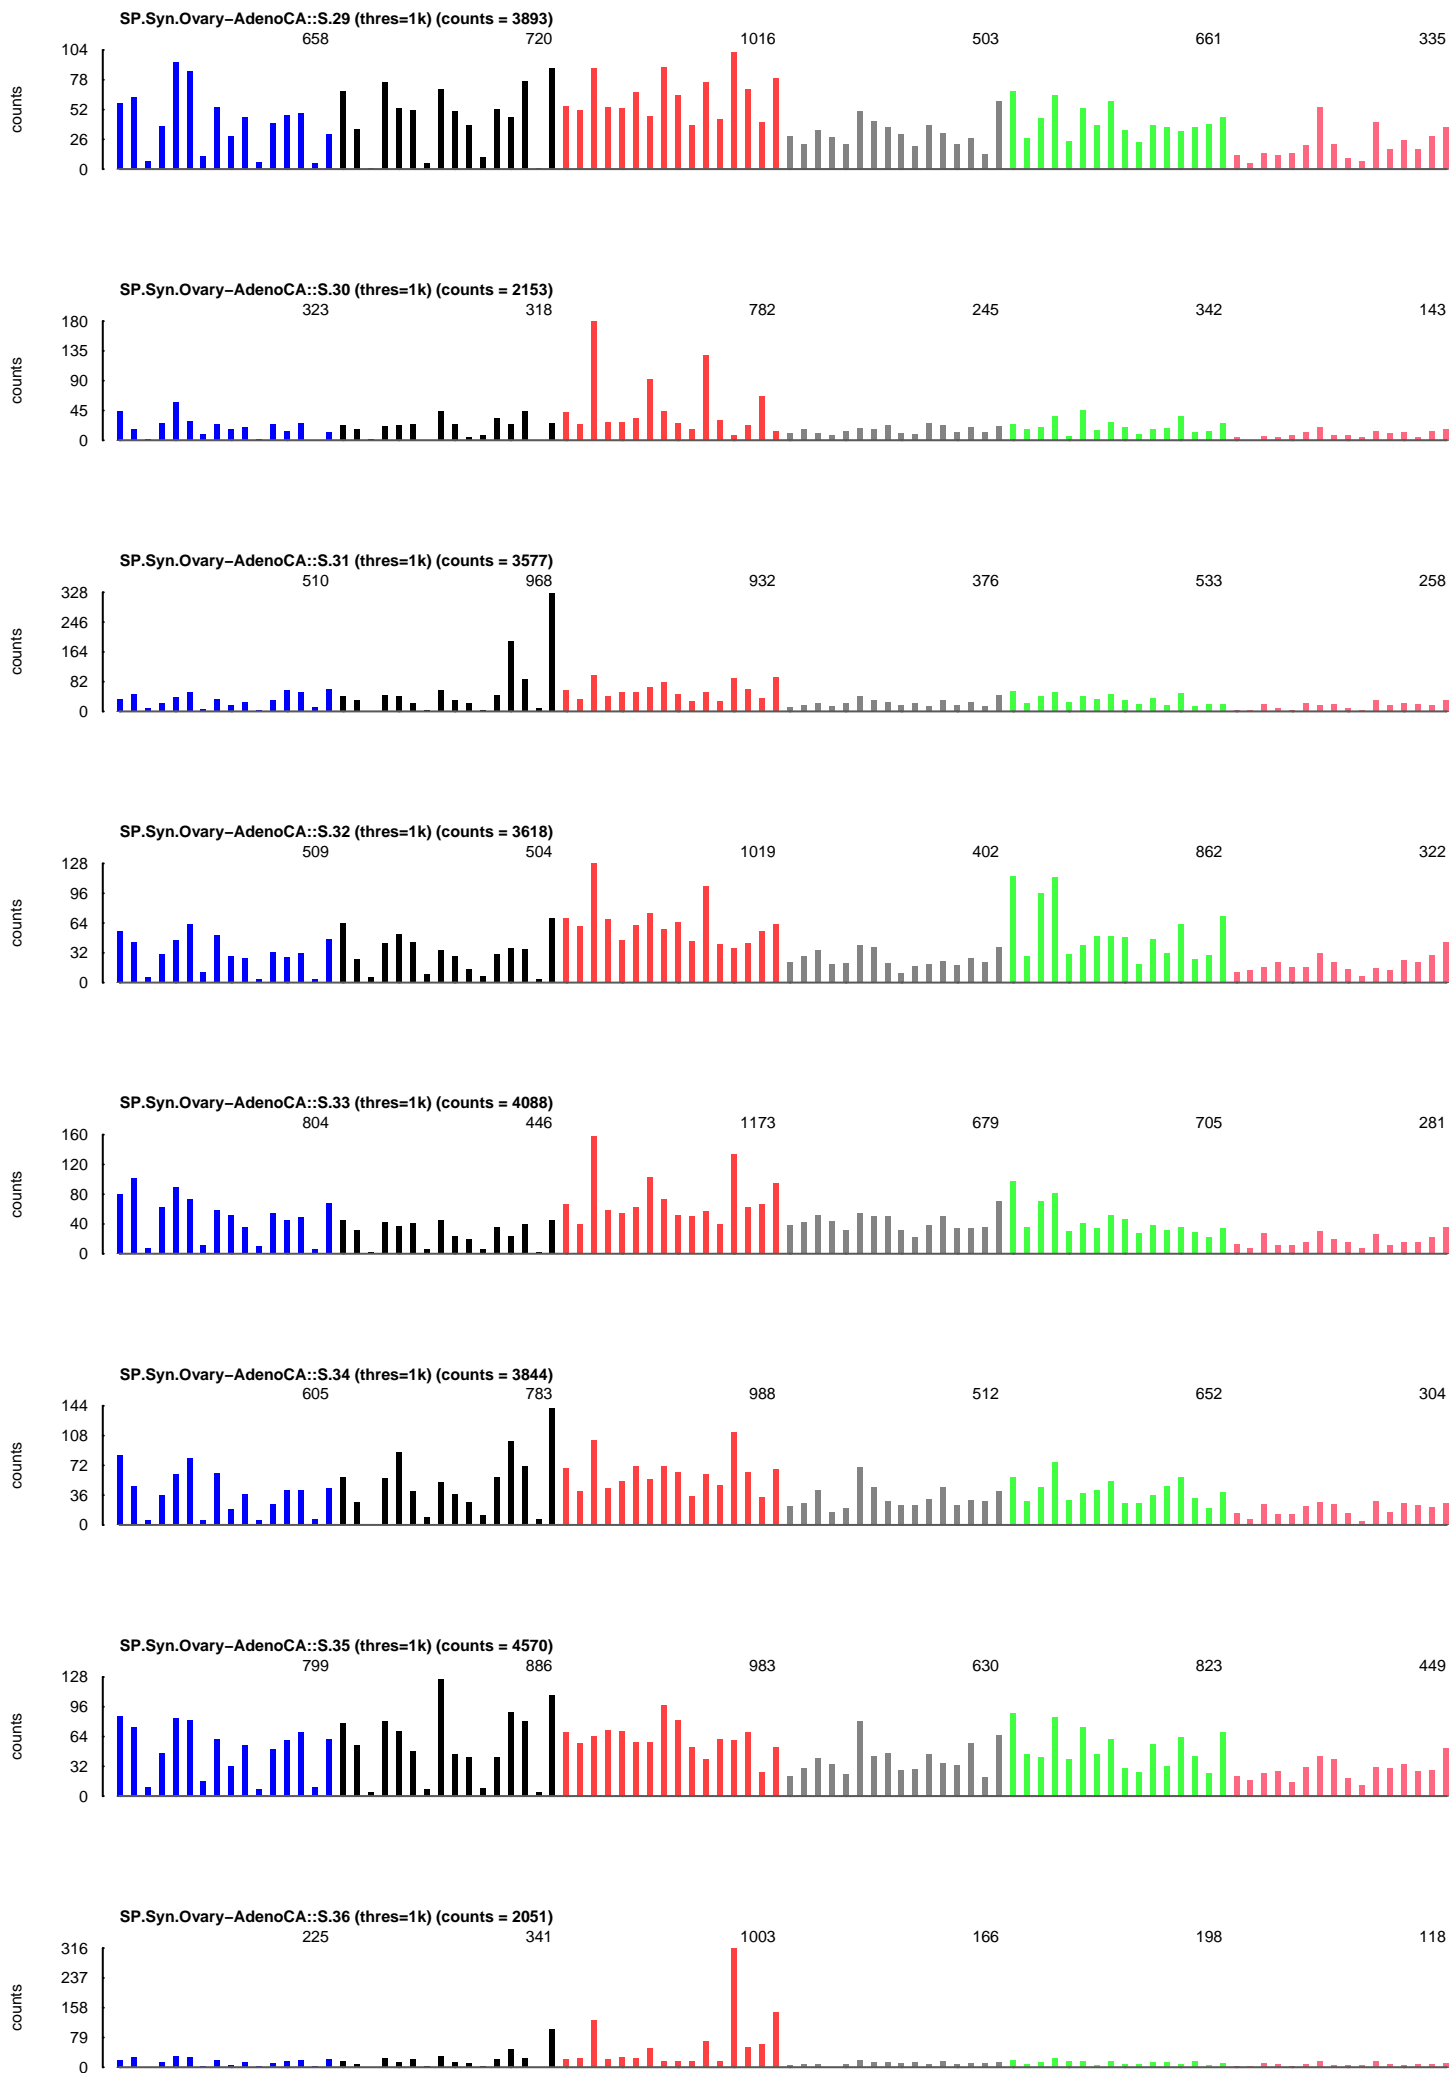 SP.Syn.Ovary−AdenoCA::S.29 (thres=1k) (counts = 3893)
658 720 1016 503 661 335
104
78
52
26
0
counts
SP.Syn.Ovary−AdenoCA::S.30 (thres=1k) (counts = 2153)
323 318 782 245 342 143
180
135
90
45
0
counts
SP.Syn.Ovary−AdenoCA::S.31 (thres=1k) (counts = 3577)
510 968 932 376 533 258
328
246
164
82
0
counts
SP.Syn.Ovary−AdenoCA::S.32 (thres=1k) (counts = 3618)
509 504 1019 402 862 322
128
96
64
32
0
counts
SP.Syn.Ovary−AdenoCA::S.33 (thres=1k) (counts = 4088)
804 446 1173 679 705 281
160
120
80
40
0
counts
SP.Syn.Ovary−AdenoCA::S.34 (thres=1k) (counts = 3844)
605 783 988 512 652 304
144
108
72
36
0
counts
SP.Syn.Ovary−AdenoCA::S.35 (thres=1k) (counts = 4570)
799 886 983 630 823 449
128
96
64
32
0
counts
SP.Syn.Ovary−AdenoCA::S.36 (thres=1k) (counts = 2051)
225 341 1003 166 198 118
316
237
158
79
0
counts